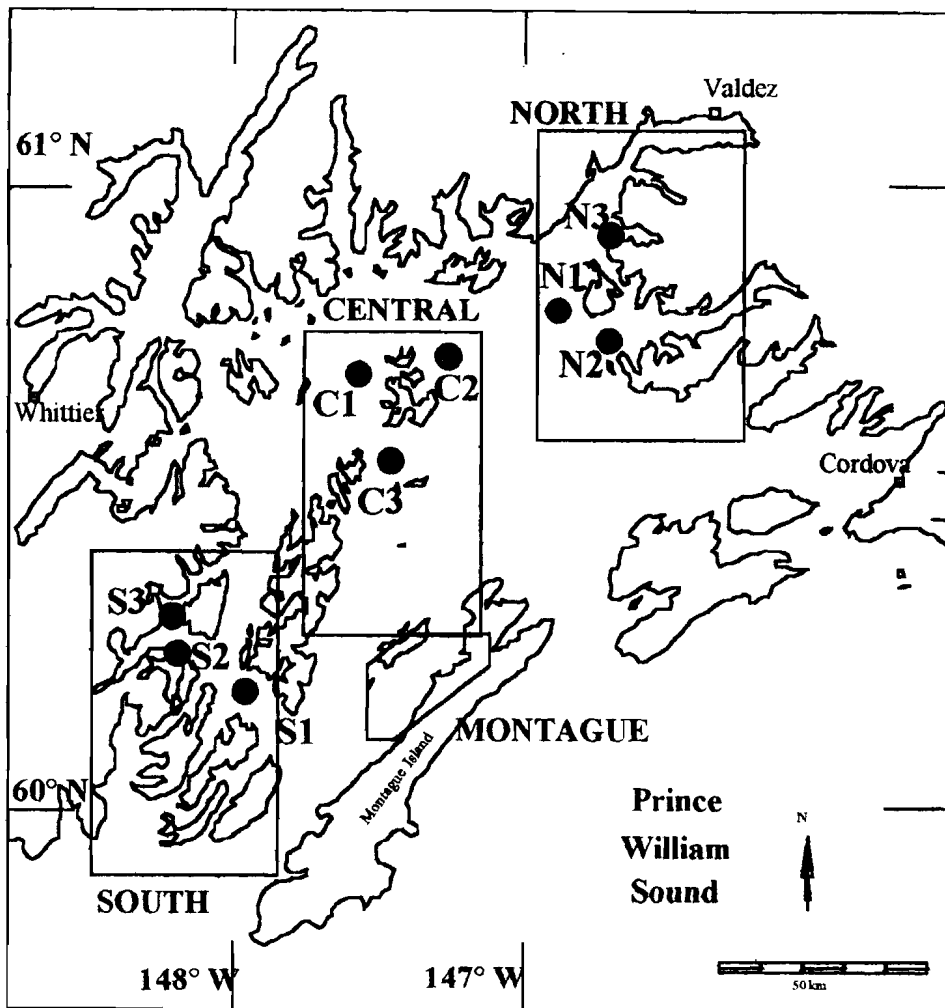 Valdez
NORTH
61° N
N3
N1
CENTRAL
N2
C1
C2
Whittier
Cordova
C3
S3
S2
S1
MONTAGUE
Montague Island
60° N
Prince
William
Sound
N
SOUTH
148° W
147° W
50 km